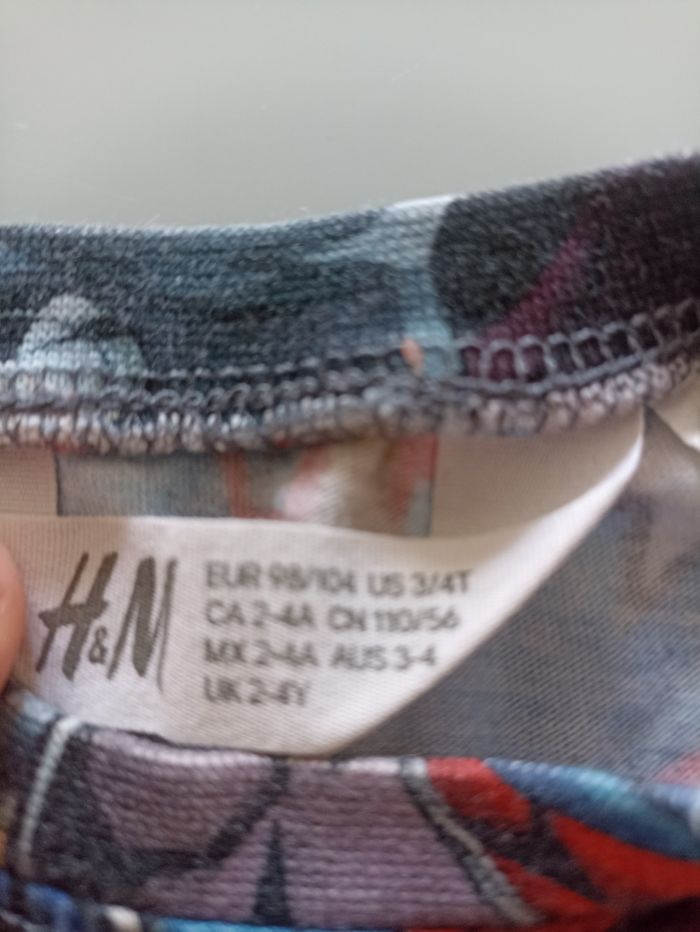 H&M
EUR 98/104 US 3/4T
CA 2-4A CN 110/56
MX 2-4A AUS 3-4
UK 2-4Y